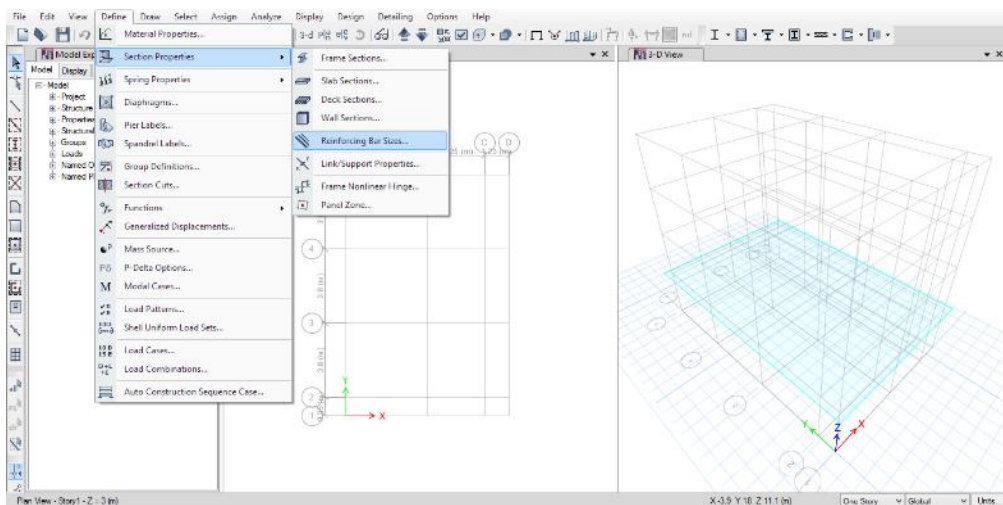 File Edit View Define Draw Select Assign Analyze Display Design Detailing Options Help
Material Properties...
Section Properties
Spring Properties
Diaphragms...
Pier Labels...
Spandrel Labels...
Group Definitions...
Section Cuts...
Functions
Generalized Displacements...
Mass Source...
P-Delta Options...
Modal Cases...
Load Patterns...
Shell Uniform Load Sets...
Load Cases...
Load Combinations...
Auto Construction Sequence Case...
Frame Sections...
Slab Sections...
Deck Sections...
Wall Sections...
Reinforcing Bar Sizes...
Link/Support Properties...
Frame Nonlinear Hinge...
Panel Zone...
Model Exp
Model Display
Model
Project
Structure
Properties
Structural
Groups
Loads
Named O
Named Pl
3-D View
C D
4
3
2
1
Y
X
Y Z X
Plan View - Story1 - Z = 3 (m)
X -3.9 Y 18 Z 11.1 (m)
One Story
Global
Units...